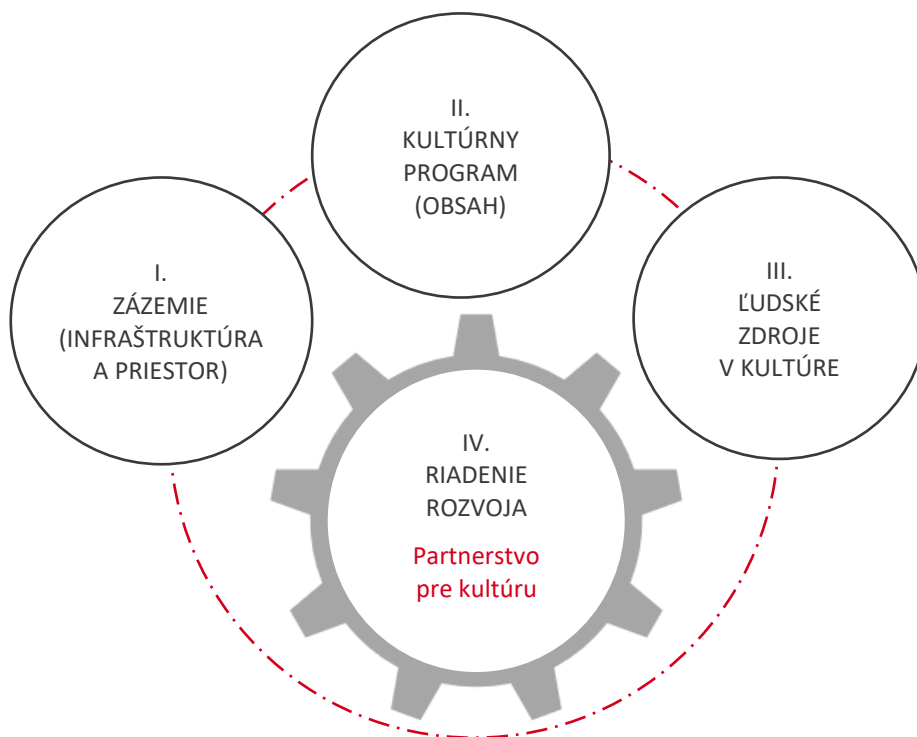 I.
ZÁZEMIE
(INFRAŠTRUKTÚRA
A PRIESTOR)
II.
KULTÚRNY
PROGRAM
(OBSAH)
III.
ĽUDSKÉ
ZDROJE
V KULTÚRE
IV.
RIADENIE
ROZVOJA
Partnerstvo
pre kultúru